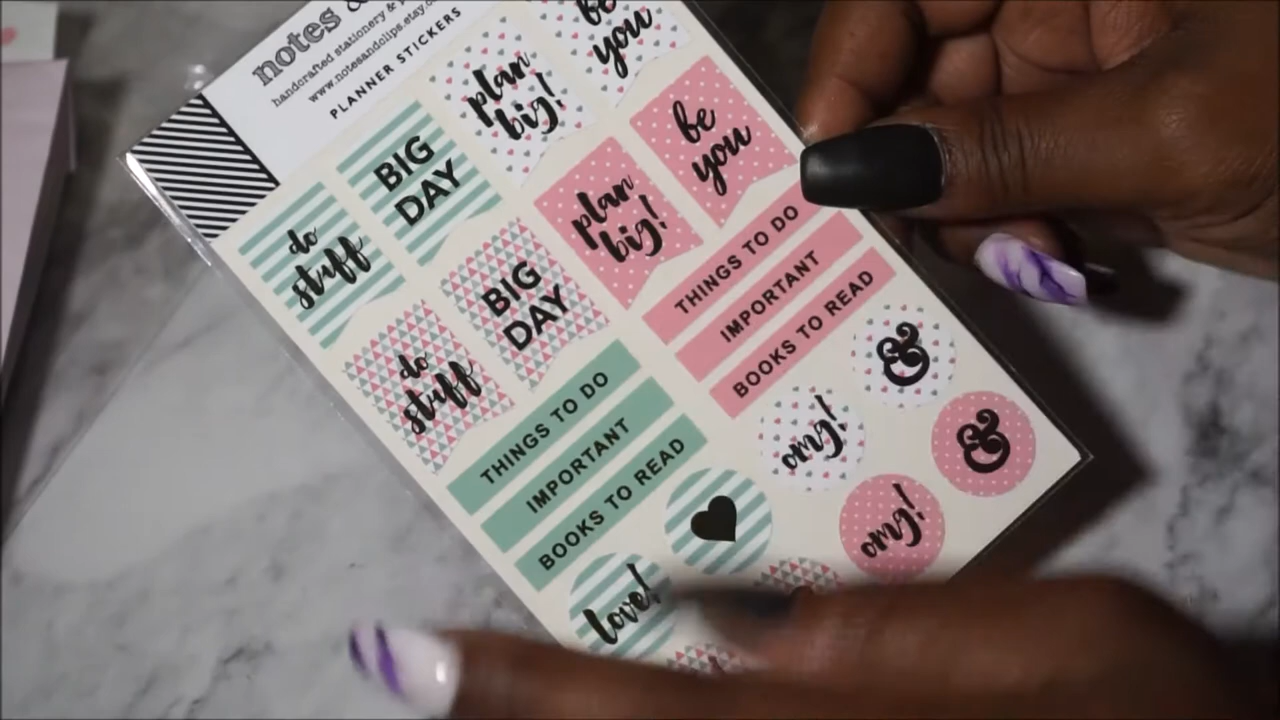 notes &
handcrafted stationery &
www.notesandclips.etsy.co
PLANNER STICKERS
do
stuff
BIG
DAY
plan
big!
be
you
do
stuff
BIG
DAY
plan
big!
be
you
THINGS TO DO
IMPORTANT
BOOKS TO READ
THINGS TO DO
IMPORTANT
BOOKS TO READ
&
omg!
&
omg!
love!